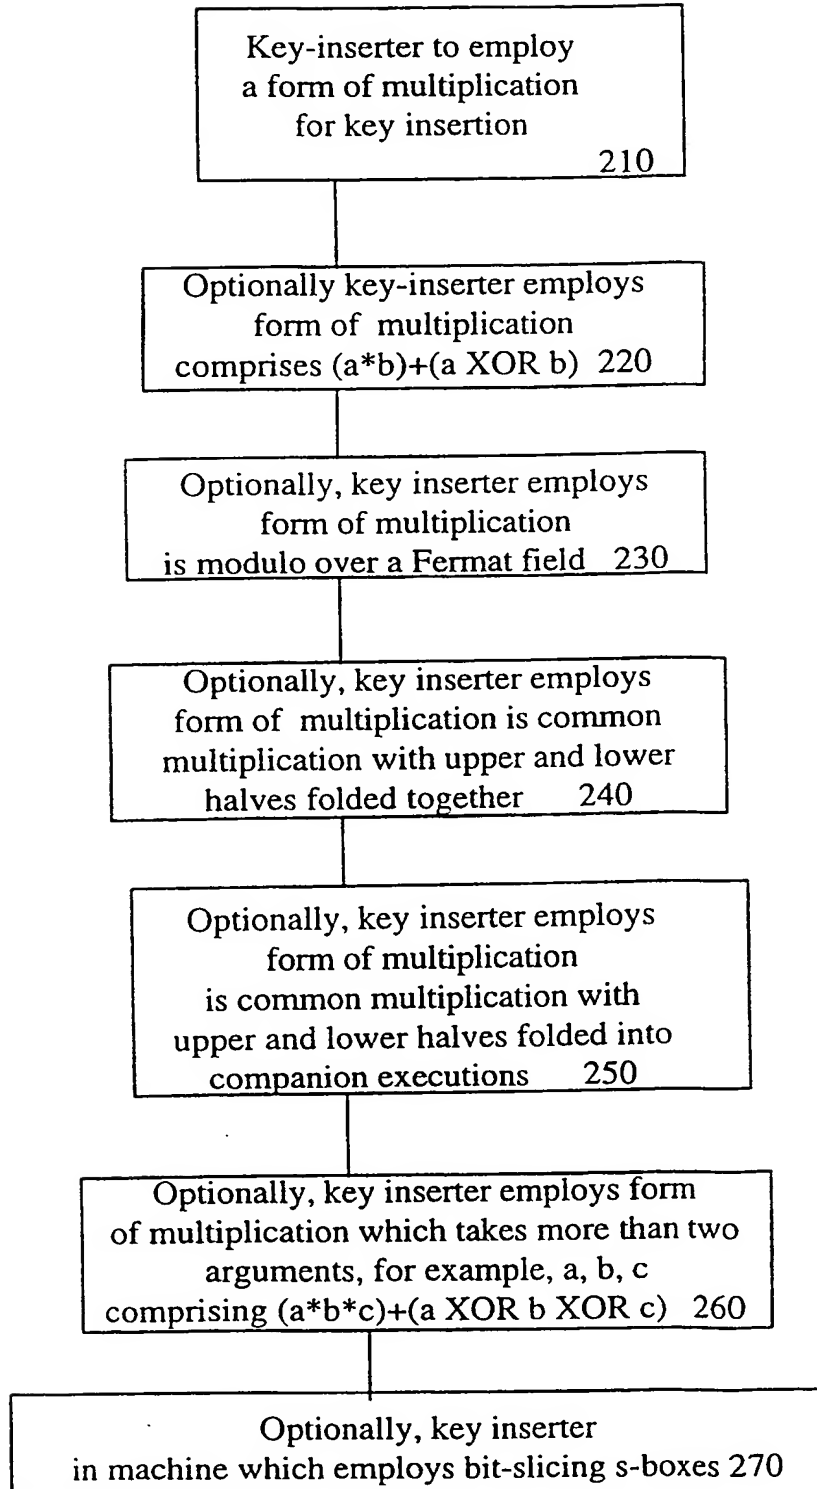 Key-inserter to employ
a form of multiplication
for key insertion
210
Optionally key-inserter employs
form of multiplication
comprises (a*b)+(a XOR b) 220
Optionally, key inserter employs
form of multiplication
is modulo over a Fermat field 230
Optionally, key inserter employs
form of multiplication is common
multiplication with upper and lower
halves folded together 240
Optionally, key inserter employs
form of multiplication
is common multiplication with
upper and lower halves folded into
companion executions 250
Optionally, key inserter employs form
of multiplication which takes more than two
arguments, for example, a, b, c
comprising (a*b*c)+(a XOR b XOR c) 260
Optionally, key inserter
in machine which employs bit-slicing s-boxes 270